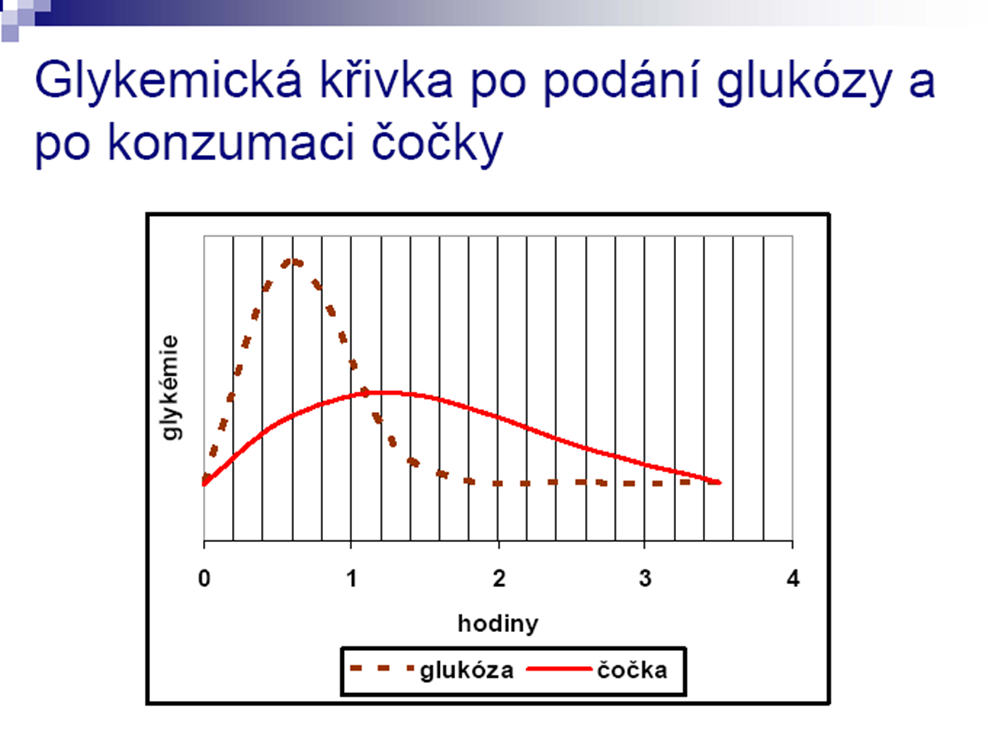 Glykemická křivka po podání glukózy a
po konzumaci čočky
glykémie
0 1 2 3 4
hodiny
glukóza čočka